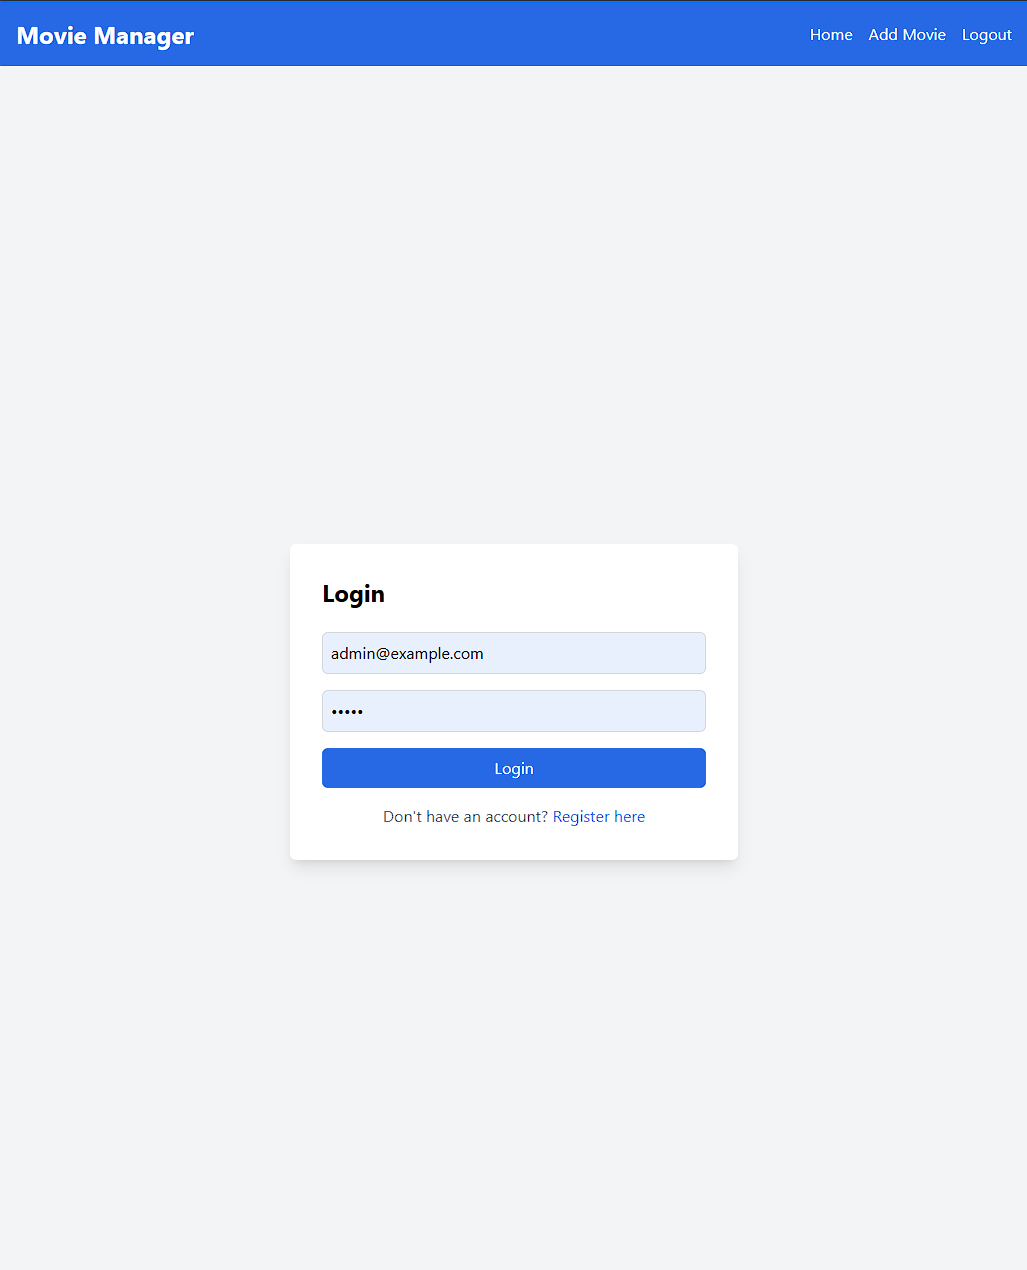 Movie Manager
Home Add Movie Logout
Login
admin@example.com
•••••
Login
Don't have an account? Register here